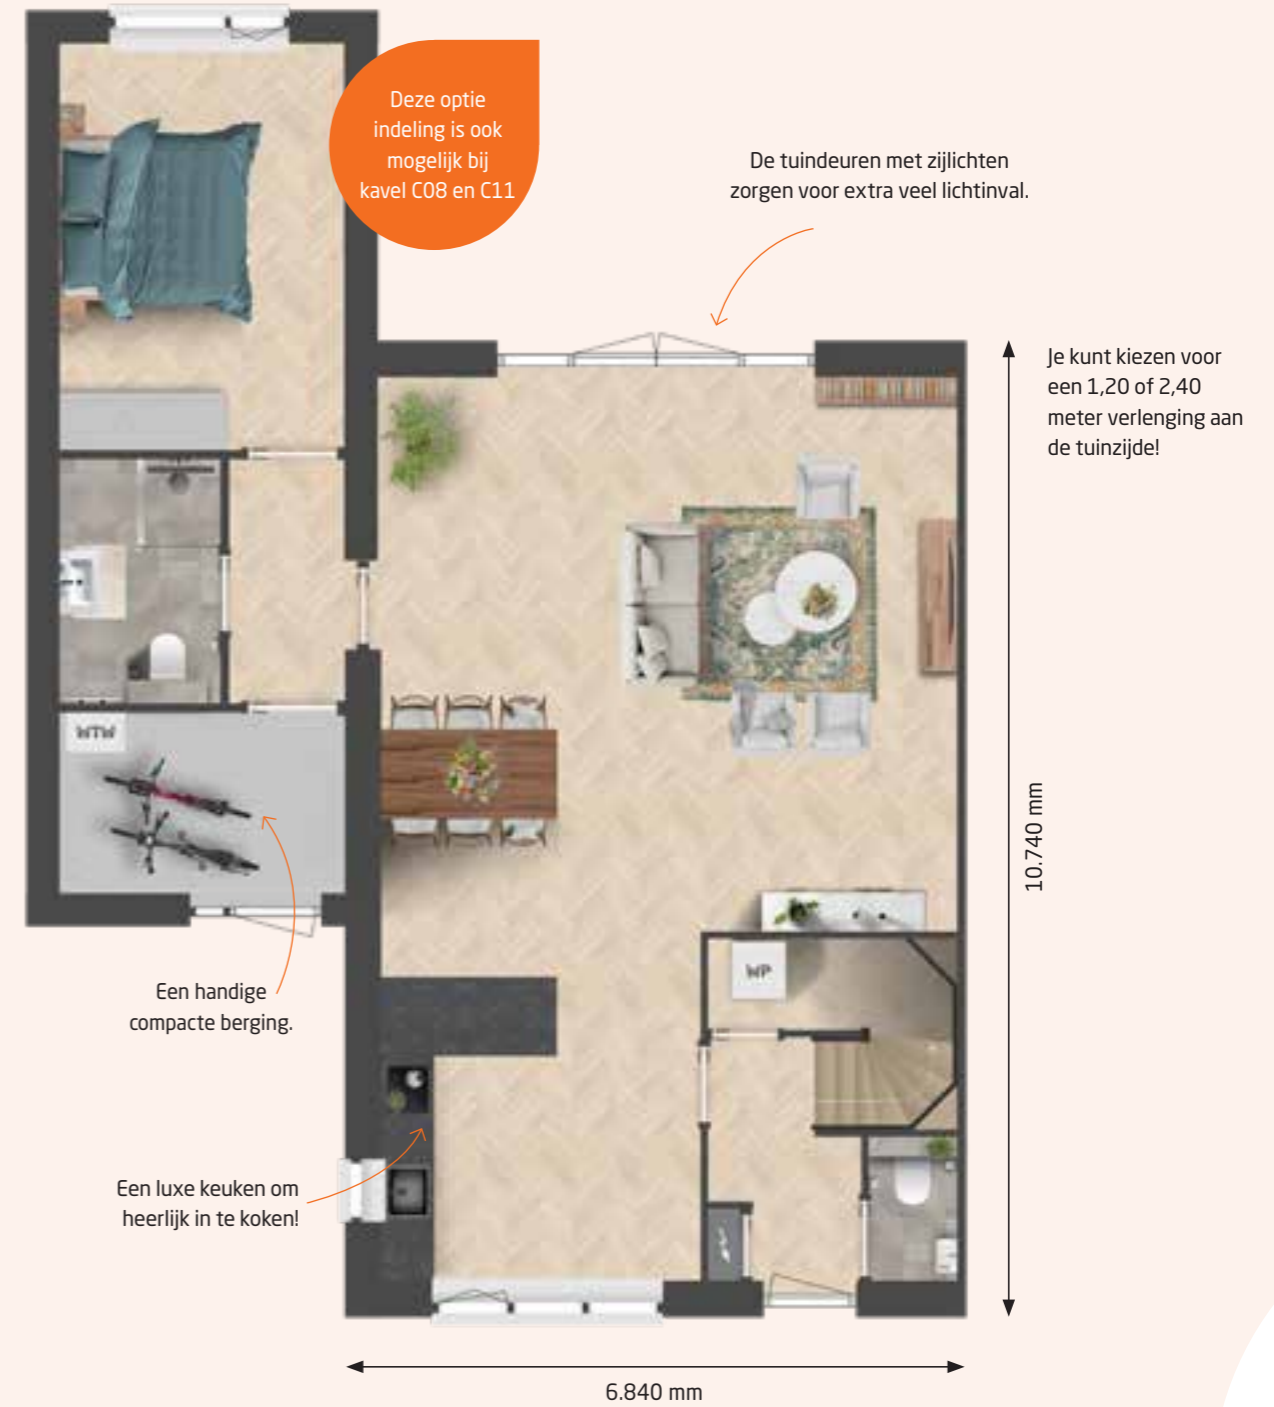 Deze optie
indeling is ook
mogelijk bij
kavel C08 en C11
De tuindeuren met zijlichten
zorgen voor extra veel lichtinval.
Je kunt kiezen voor
een 1,20 of 2,40
meter verlenging aan
de tuinzijde!
WTW
10.740 mm
WP
Een handige
compacte berging.
Een luxe keuken om
heerlijk in te koken!
6.840 mm